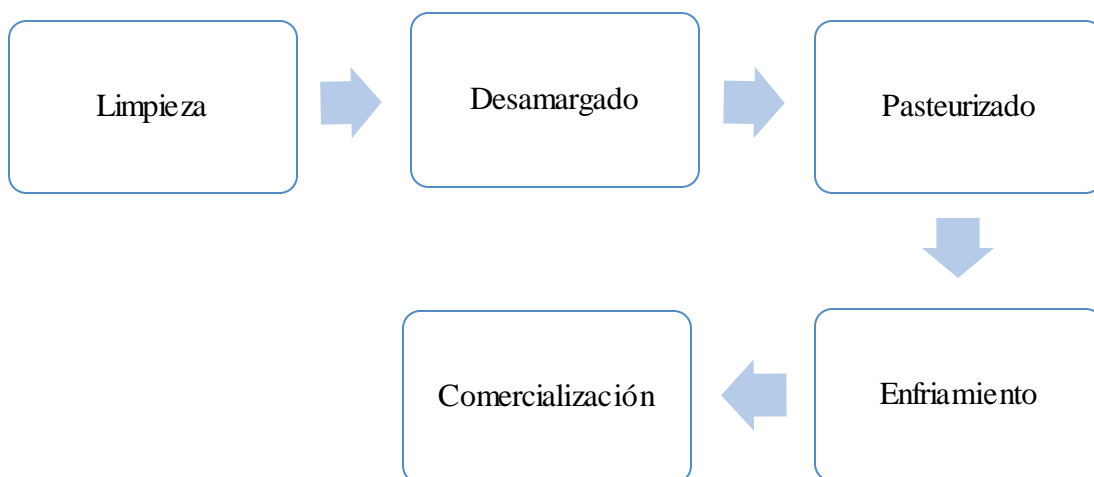 Limpieza
Desamargado
Pasteurizado
Enfriamiento
Comercialización